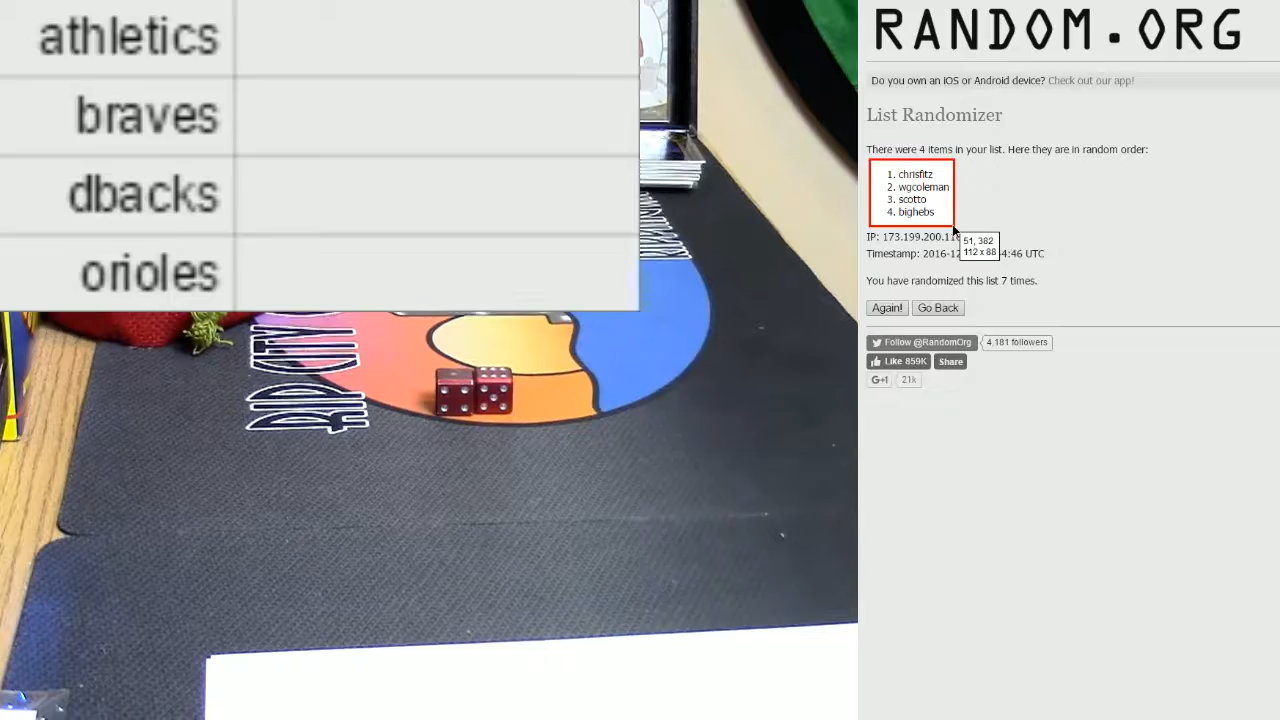 athletics
braves
dbacks
orioles
RIP CITY
RANDOM.ORG
Do you own an iOS or Android device? Check out our app!
List Randomizer
There were 4 items in your list. Here they are in random order:
1. chrisfitz
2. wgcoleman
3. scotto
4. bighebs
IP: 173.199.200.11
51, 382
112 x 88
Timestamp: 2016-12 4:46 UTC
You have randomized this list 7 times.
Again! Go Back
Follow @RandomOrg 4,181 followers
Like 859K Share
G+1 21k